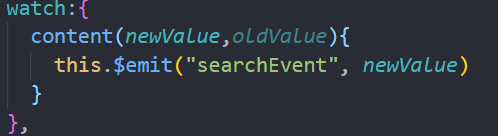 watch:{
content(newValue,oldValue){
this.$emit("searchEvent", newValue)
}
},